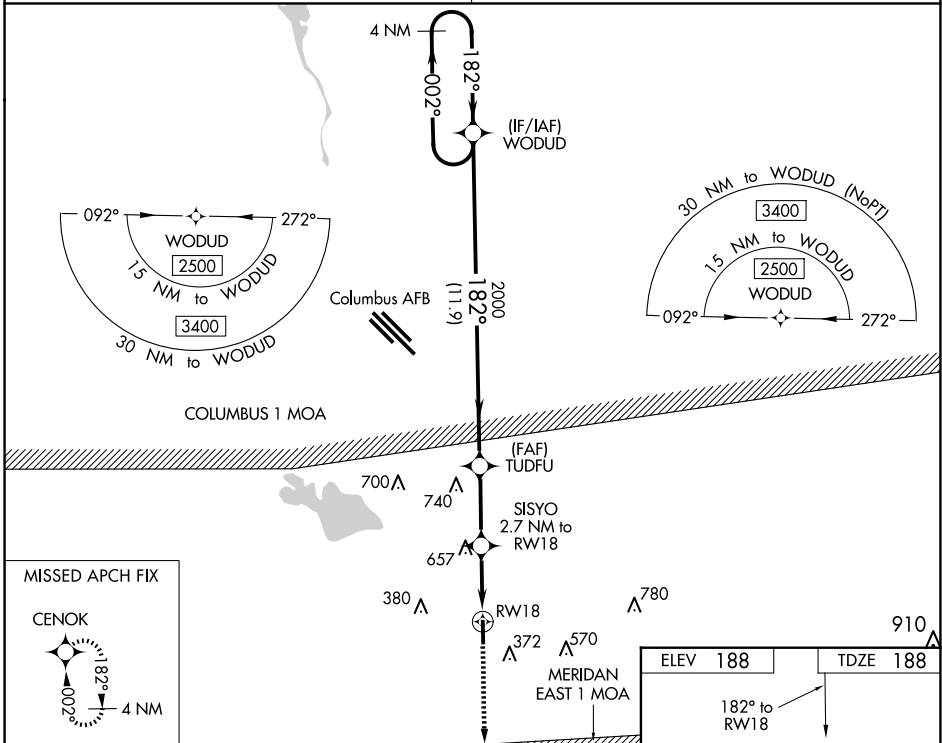 4 NM
182°
002°
(IF/IAF)
WODUD
092°
272°
WODUD
2500
15 NM to WODUD
3400
30 NM to WODUD
30 NM to WODUD (NoPT)
3400
15 NM to WODUD
2500
WODUD
092°
272°
Columbus AFB
2000
182°
(11.9)
COLUMBUS 1 MOA
(FAF)
TUDFU
700
740
SISYO
2.7 NM to
RW18
657
MISSED APCH FIX
CENOK
182°
002°
4 NM
380
RW18
780
372
570
910
MERIDAN
EAST 1 MOA
ELEV 188
TDZE 188
182° to
RW18